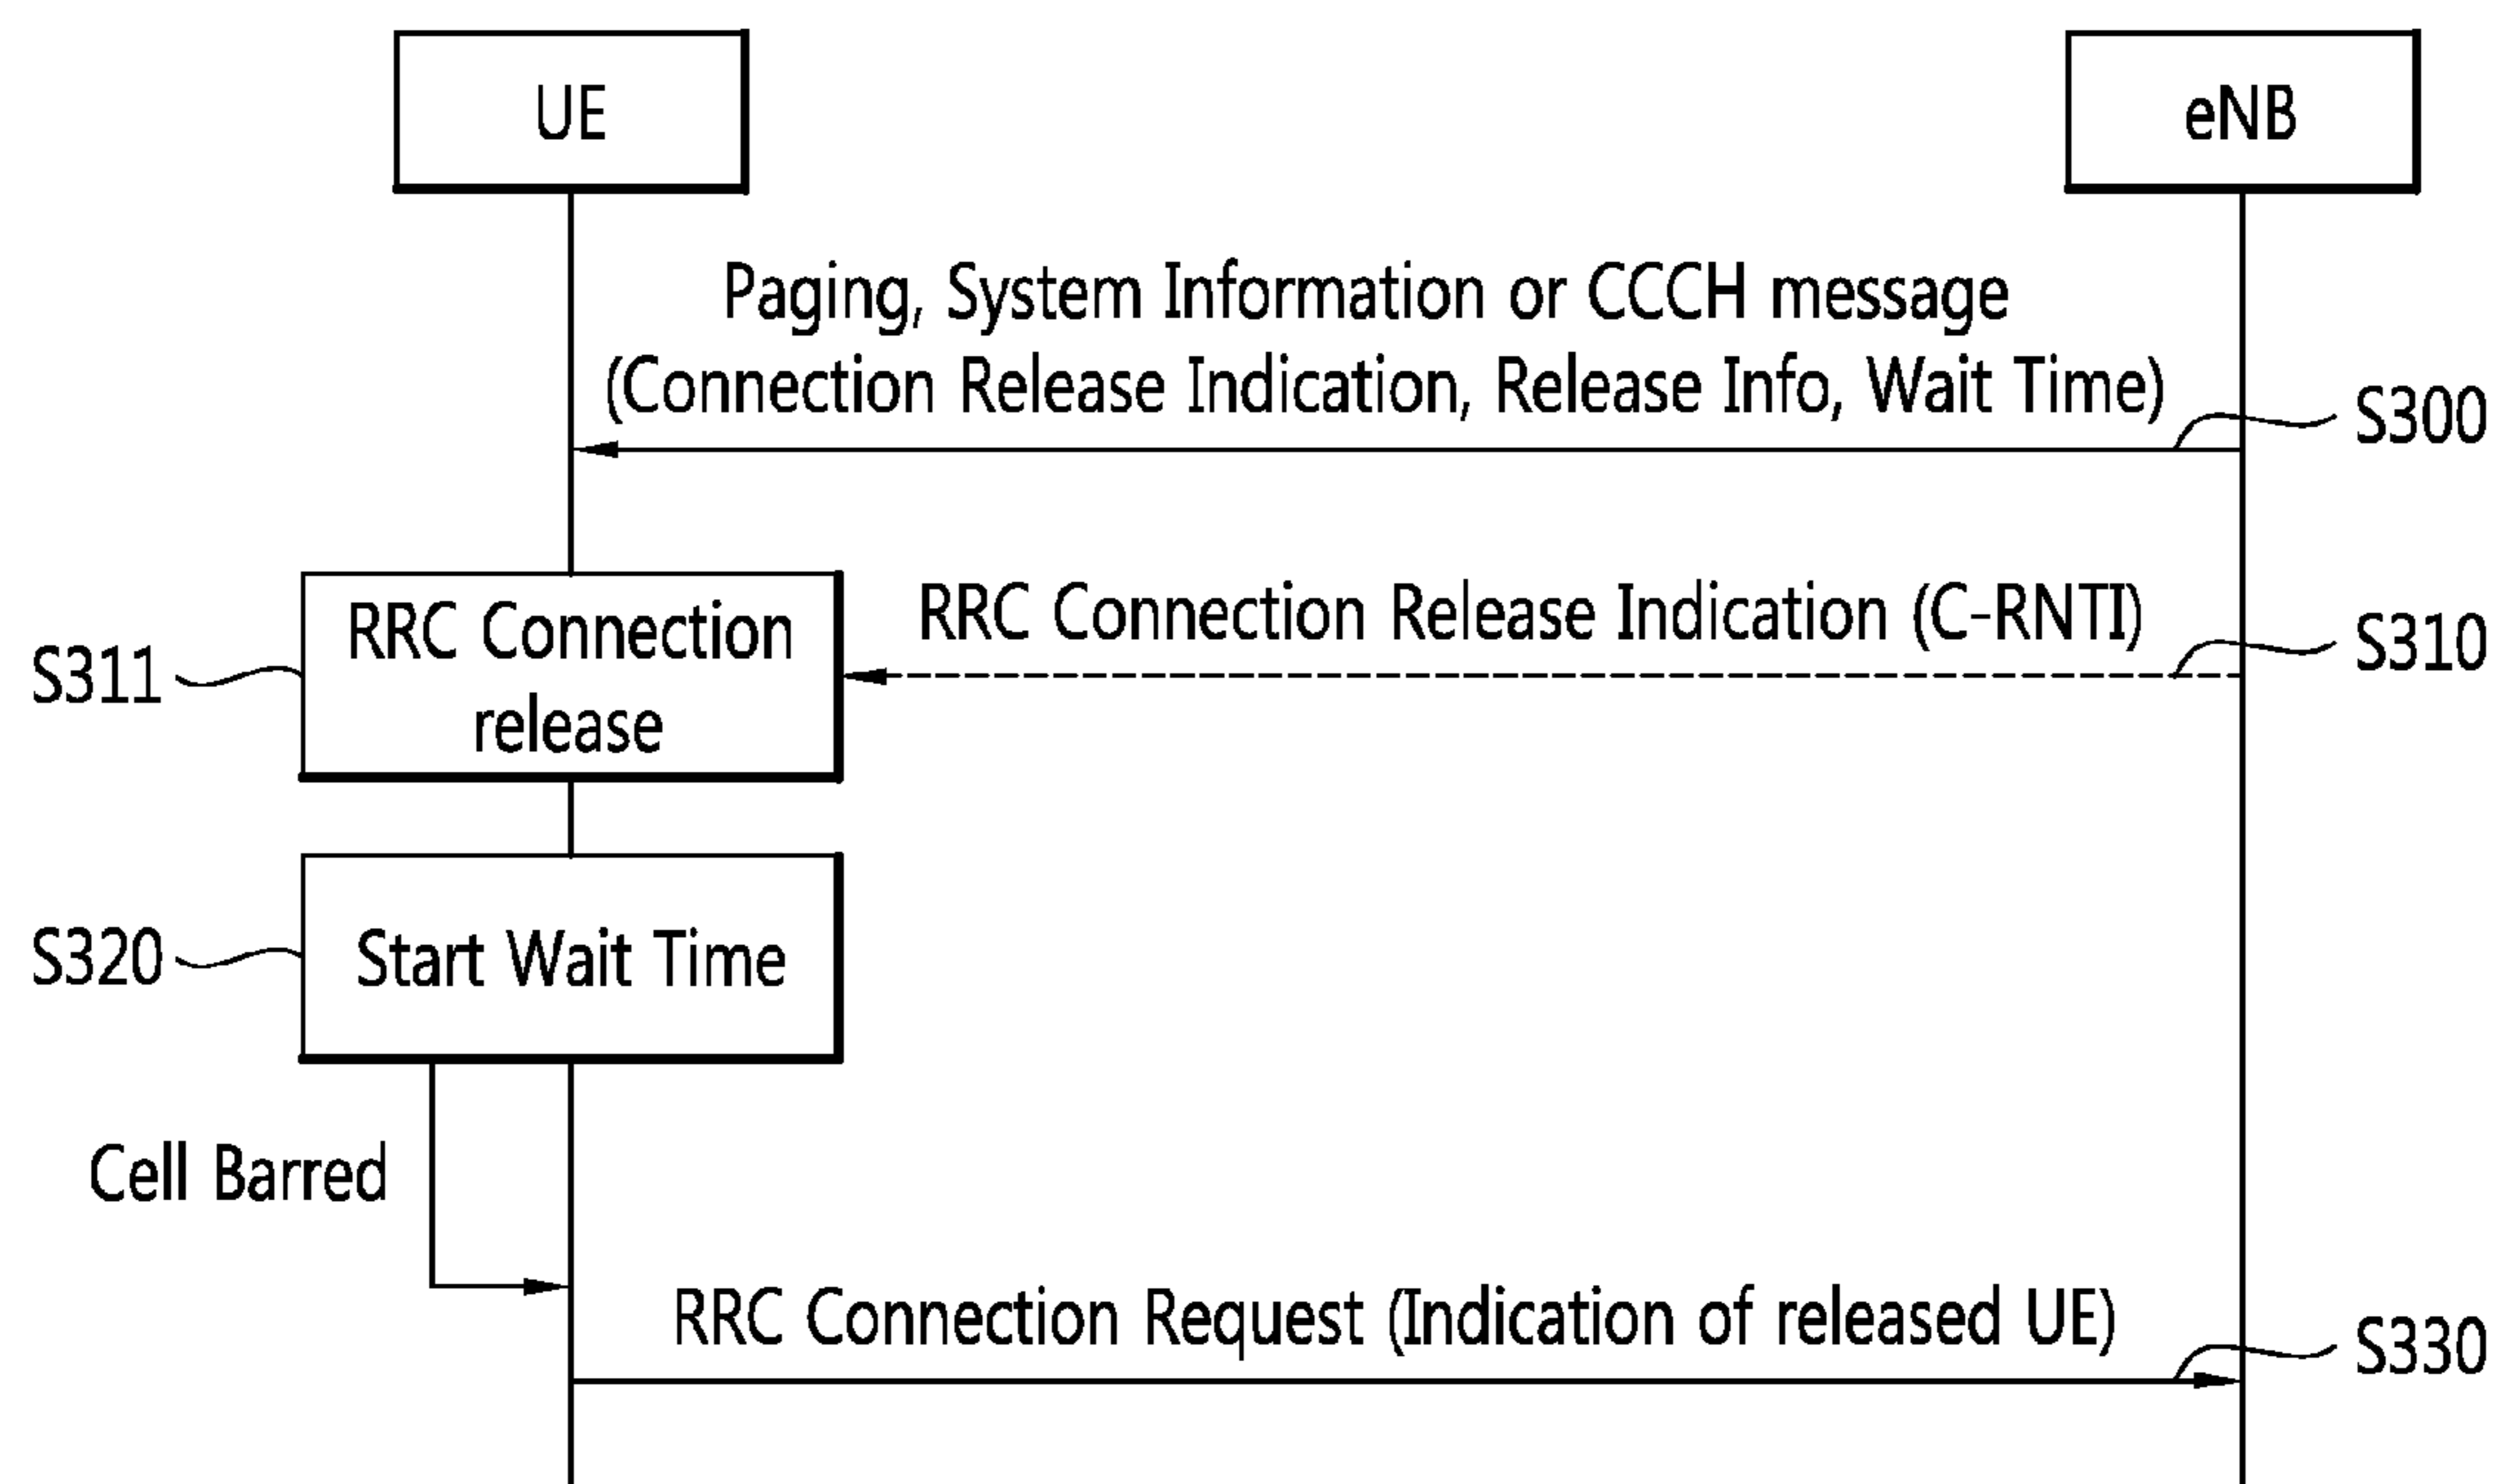 UE
eNB
Paging, System Information or CCCH message
(Connection Release Indication, Release Info, Wait Time)
S300
RRC Connection Release Indication (C-RNTI)
S310
RRC Connection
release
S311
Start Wait Time
S320
Cell Barred
RRC Connection Request (Indication of released UE)
S330